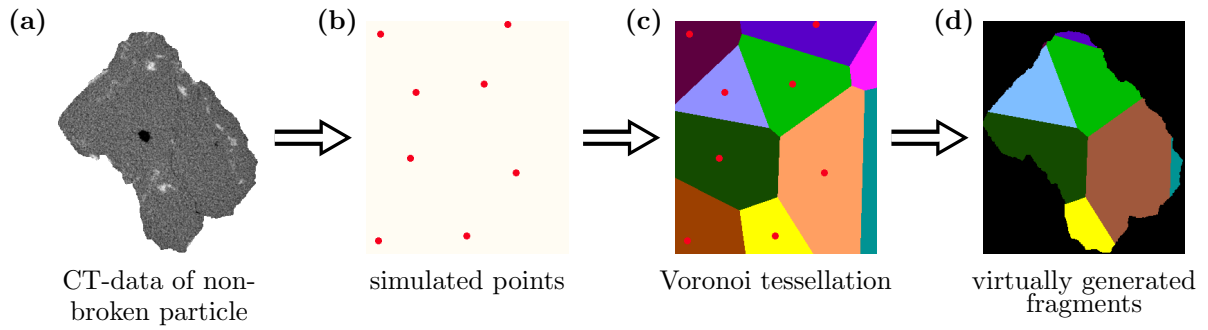 (a)
(b)
(c)
(d)
CT-data of non-
broken particle
simulated points
Voronoi tessellation
virtually generated
fragments